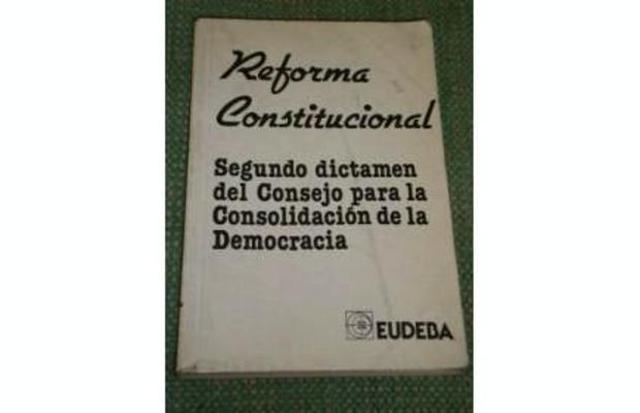 Reforma
Constitucional
Segundo dictamen
del Consejo para la
Consolidación de la
Democracia
EUDEBA